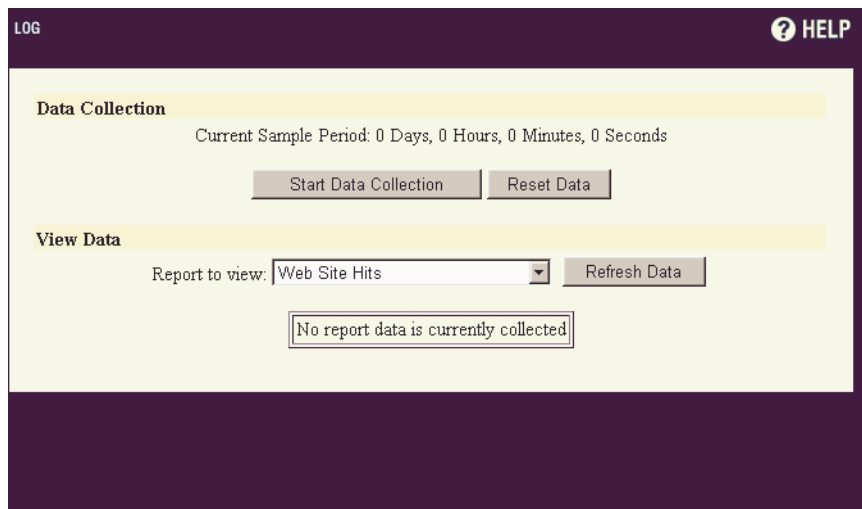 LOG
? HELP
Data Collection
Current Sample Period: 0 Days, 0 Hours, 0 Minutes, 0 Seconds
Start Data Collection Reset Data
View Data
Report to view: Web Site Hits Refresh Data
No report data is currently collected